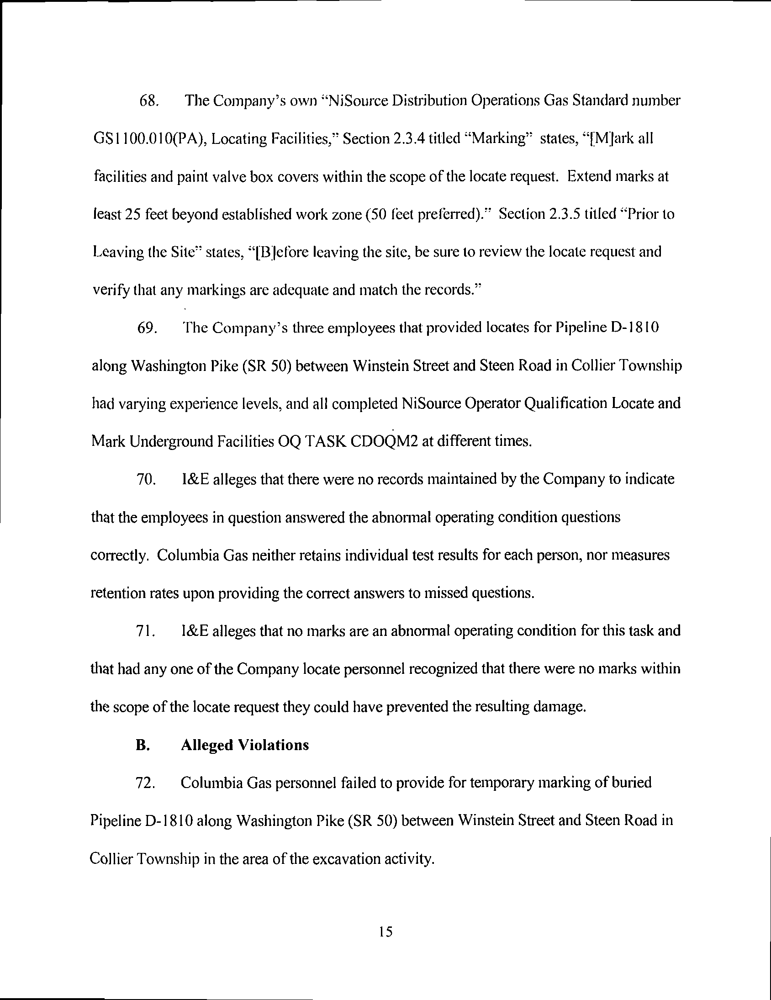 68. The Company's own “NiSource Distribution Operations Gas Standard number
GS1100.010(PA), Locating Facilities,” Section 2.3.4 titled “Marking” states, “[M]ark all
facilities and paint valve box covers within the scope of the locate request. Extend marks at
least 25 feet beyond established work zone (50 feet preferred).” Section 2.3.5 titled “Prior to
Leaving the Site” states, “[B]efore leaving the site, be sure to review the locate request and
verify that any markings are adequate and match the records.”
69. The Company's three employees that provided locates for Pipeline D-1810
along Washington Pike (SR 50) between Winstein Street and Steen Road in Collier Township
had varying experience levels, and all completed NiSource Operator Qualification Locate and
Mark Underground Facilities OQ TASK CDOQM2 at different times.
70. I&E alleges that there were no records maintained by the Company to indicate
that the employees in question answered the abnormal operating condition questions
correctly. Columbia Gas neither retains individual test results for each person, nor measures
retention rates upon providing the correct answers to missed questions.
71. I&E alleges that no marks are an abnormal operating condition for this task and
that had any one of the Company locate personnel recognized that there were no marks within
the scope of the locate request they could have prevented the resulting damage.
B. Alleged Violations
72. Columbia Gas personnel failed to provide for temporary marking of buried
Pipeline D-1810 along Washington Pike (SR 50) between Winstein Street and Steen Road in
Collier Township in the area of the excavation activity.
15